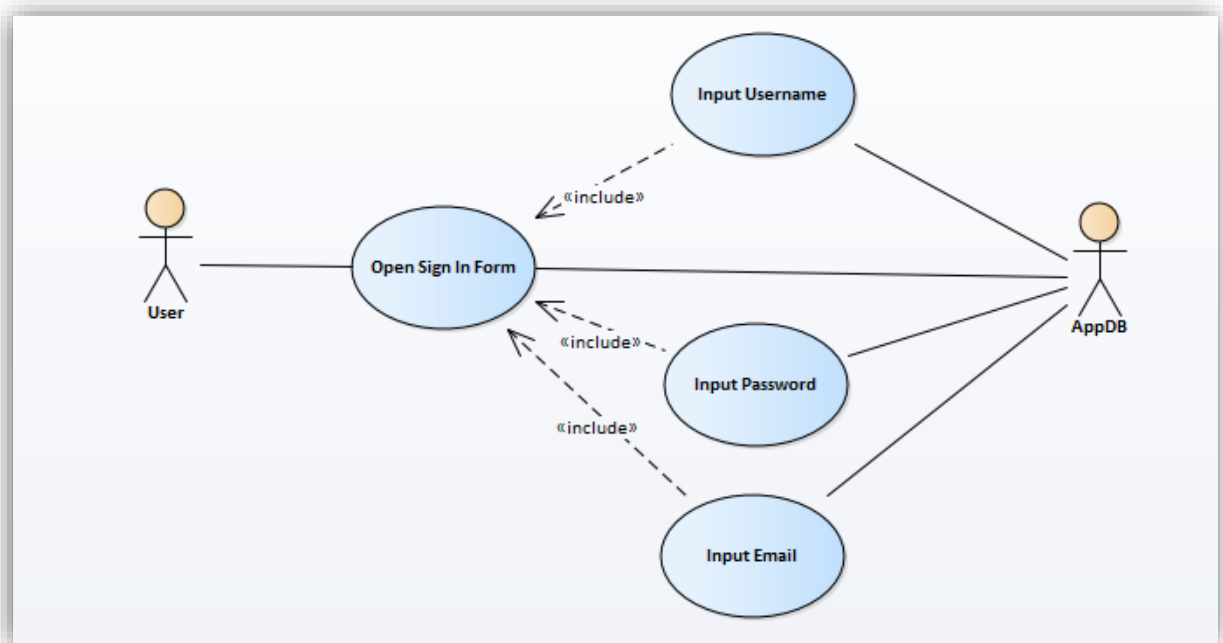 Input Username
«include»
User
Open Sign In Form
AppDB
«include»
Input Password
«include»
Input Email